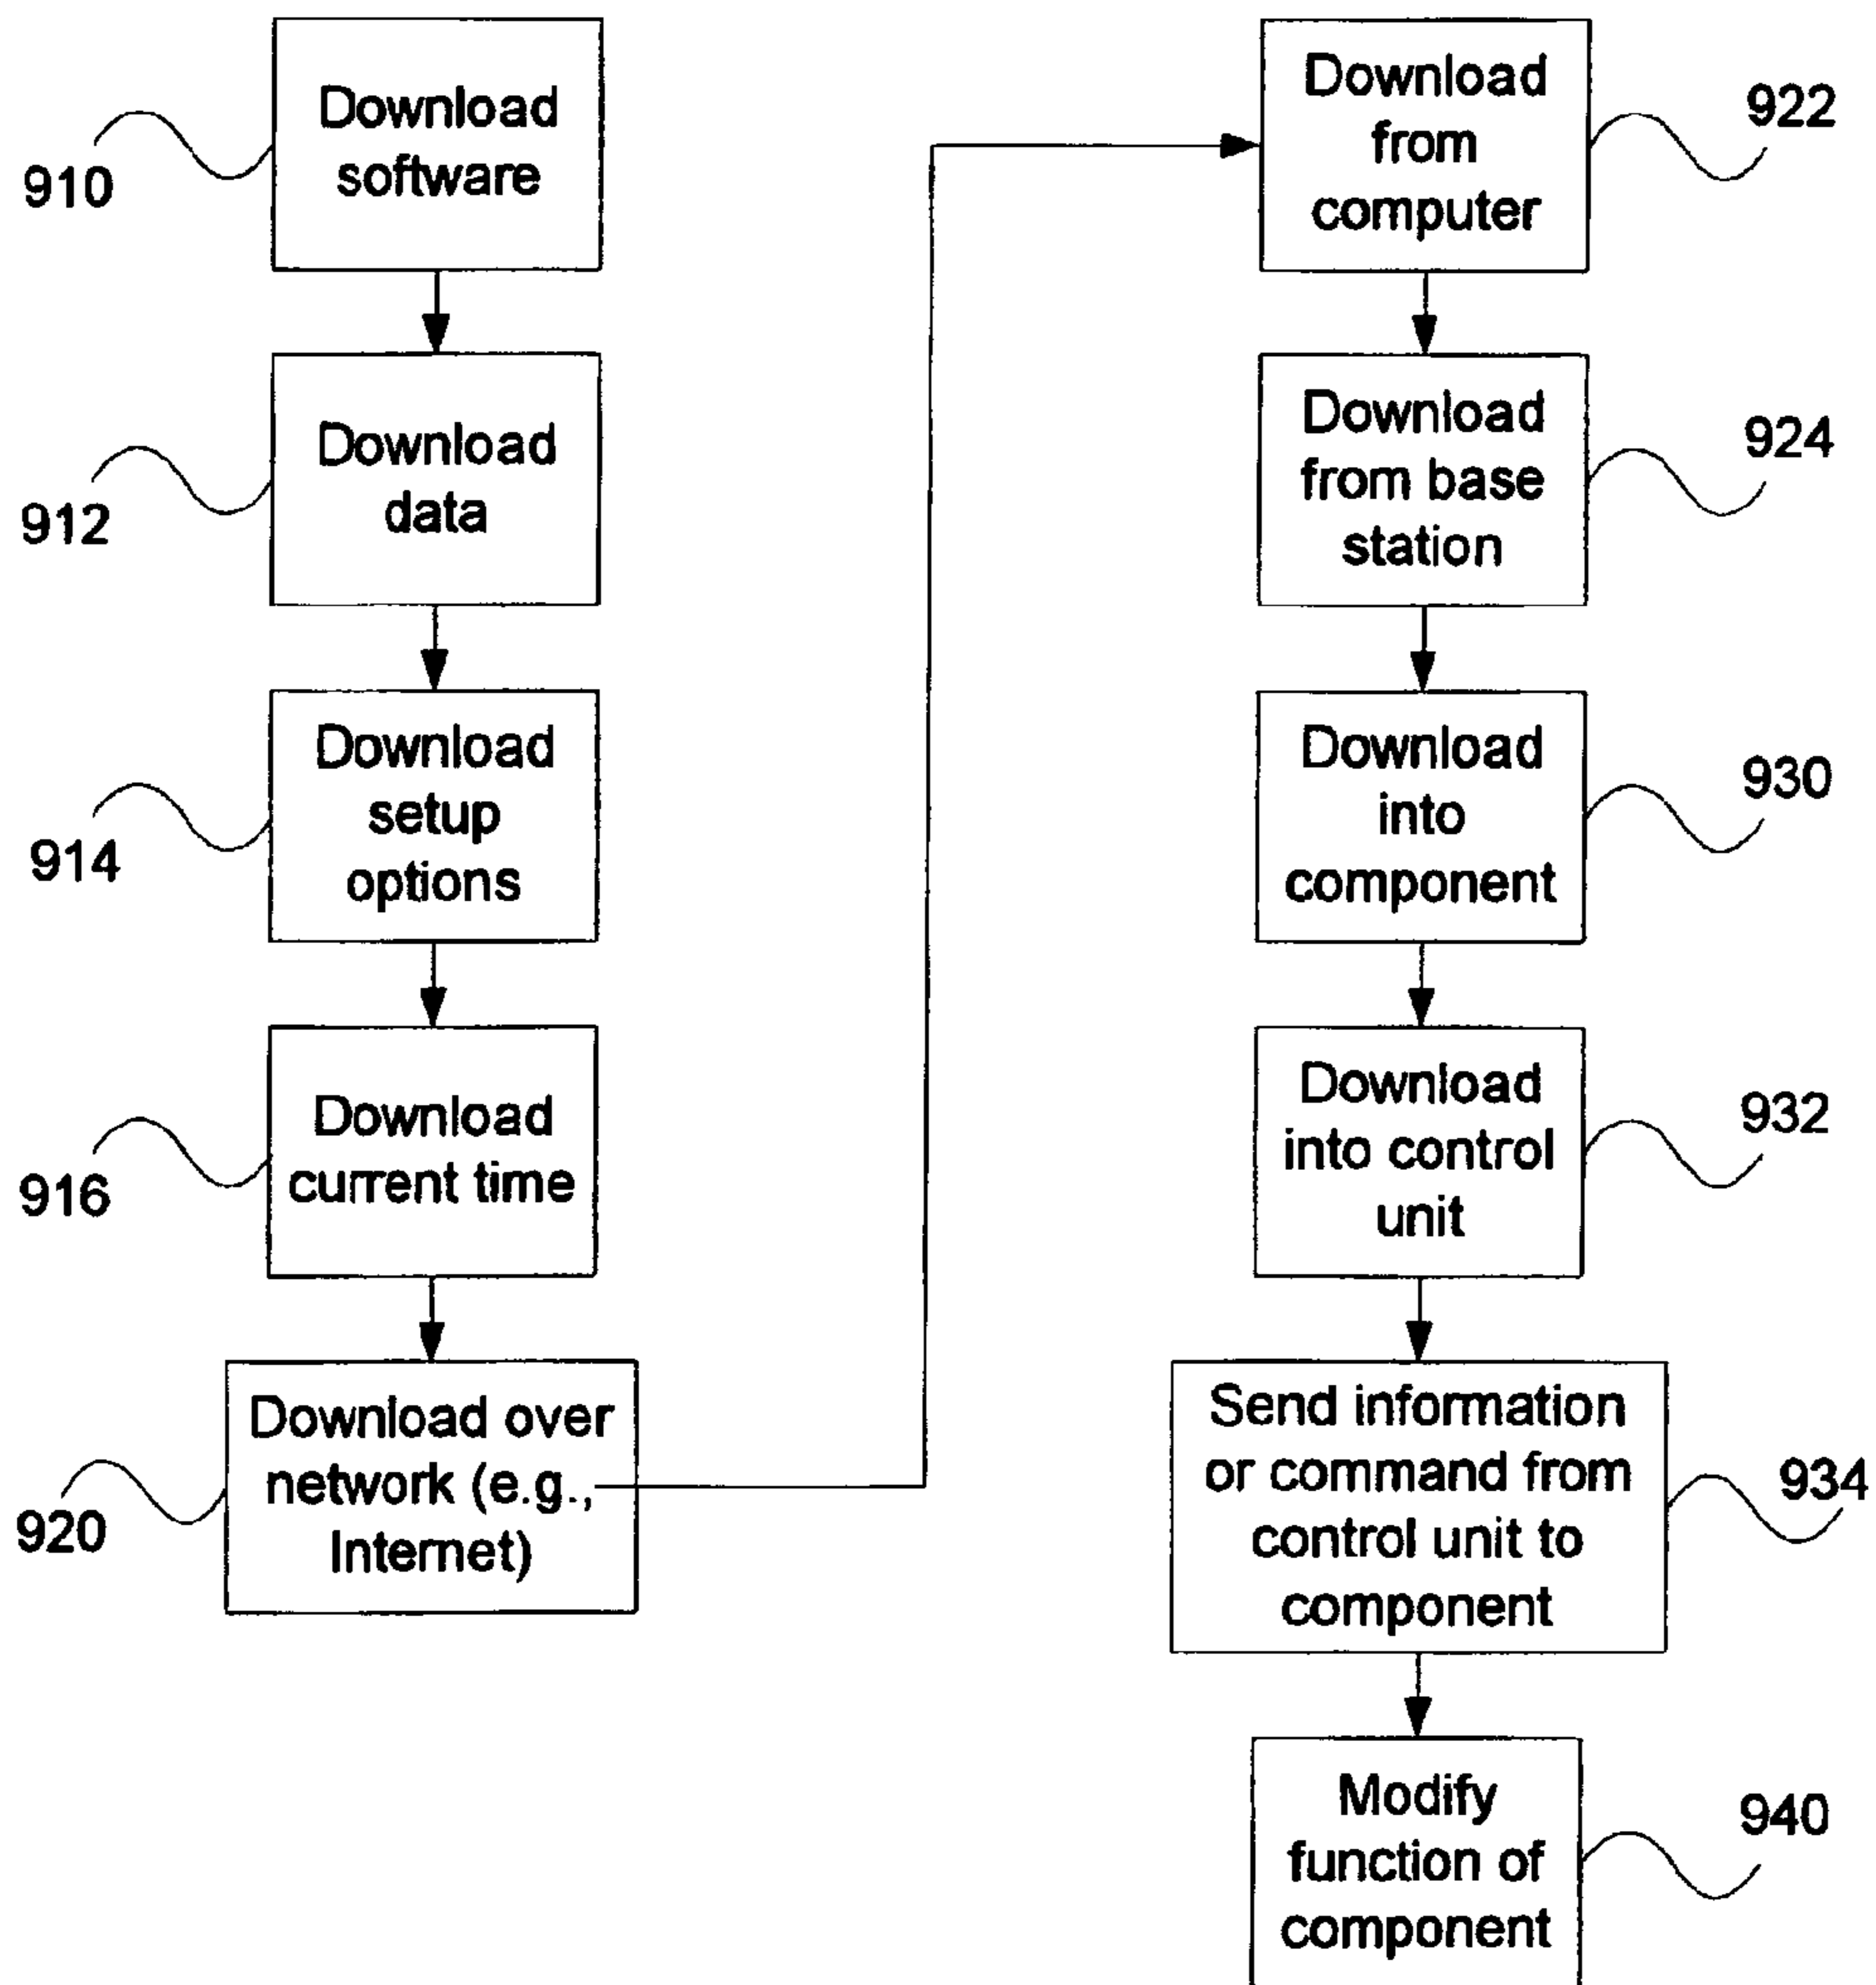 Download
software
910
Download
data
912
Download
setup
options
914
Download
current time
916
Download over
network (e.g.,
Internet)
920
Download
from
computer
922
Download
from base
station
924
Download
into
component
930
Download
into control
unit
932
Send information
or command from
control unit to
component
934
Modify
function of
component
940